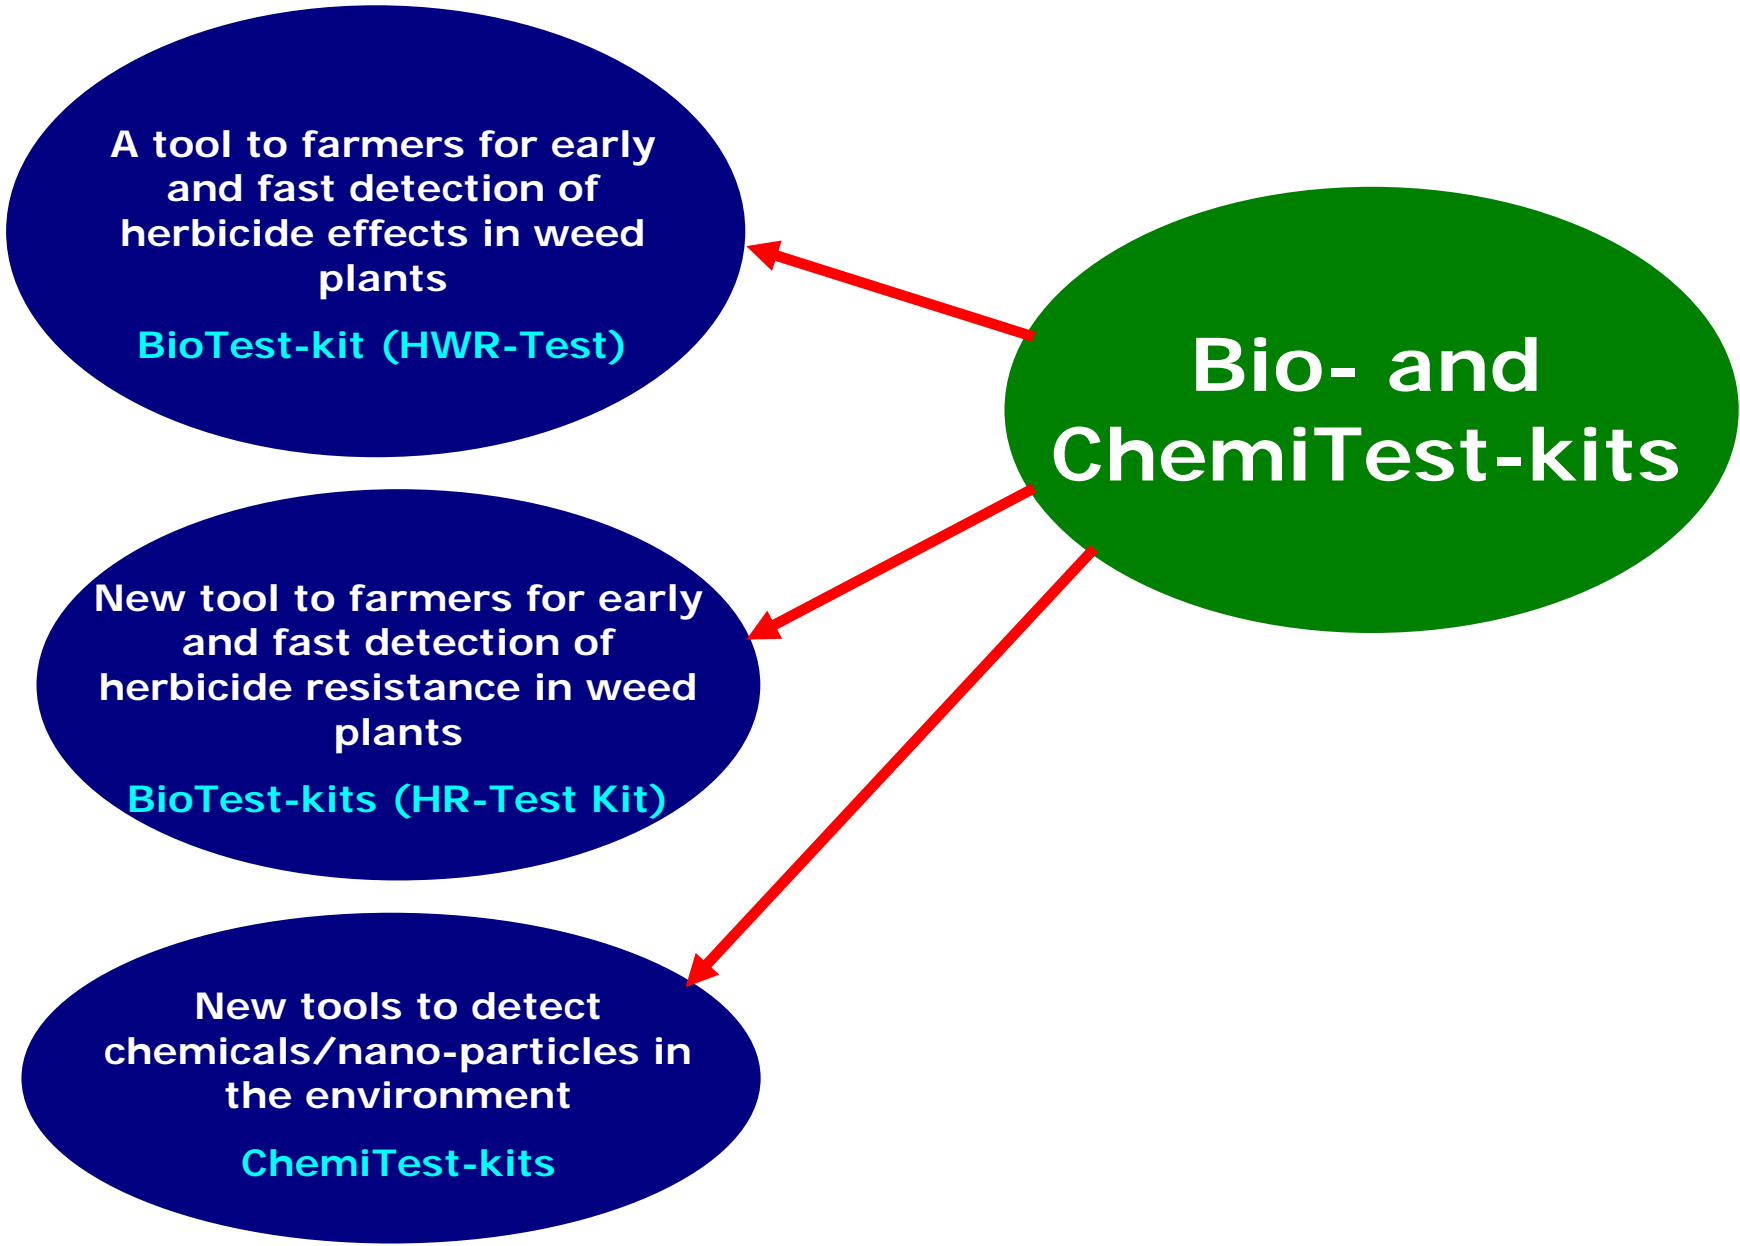 A tool to farmers for early
and fast detection of
herbicide effects in weed
plants
BioTest-kit (HWR-Test)
Bio- and
ChemiTest-kits
New tool to farmers for early
and fast detection of
herbicide resistance in weed
plants
BioTest-kits (HR-Test Kit)
New tools to detect
chemicals/nano-particles in
the environment
ChemiTest-kits